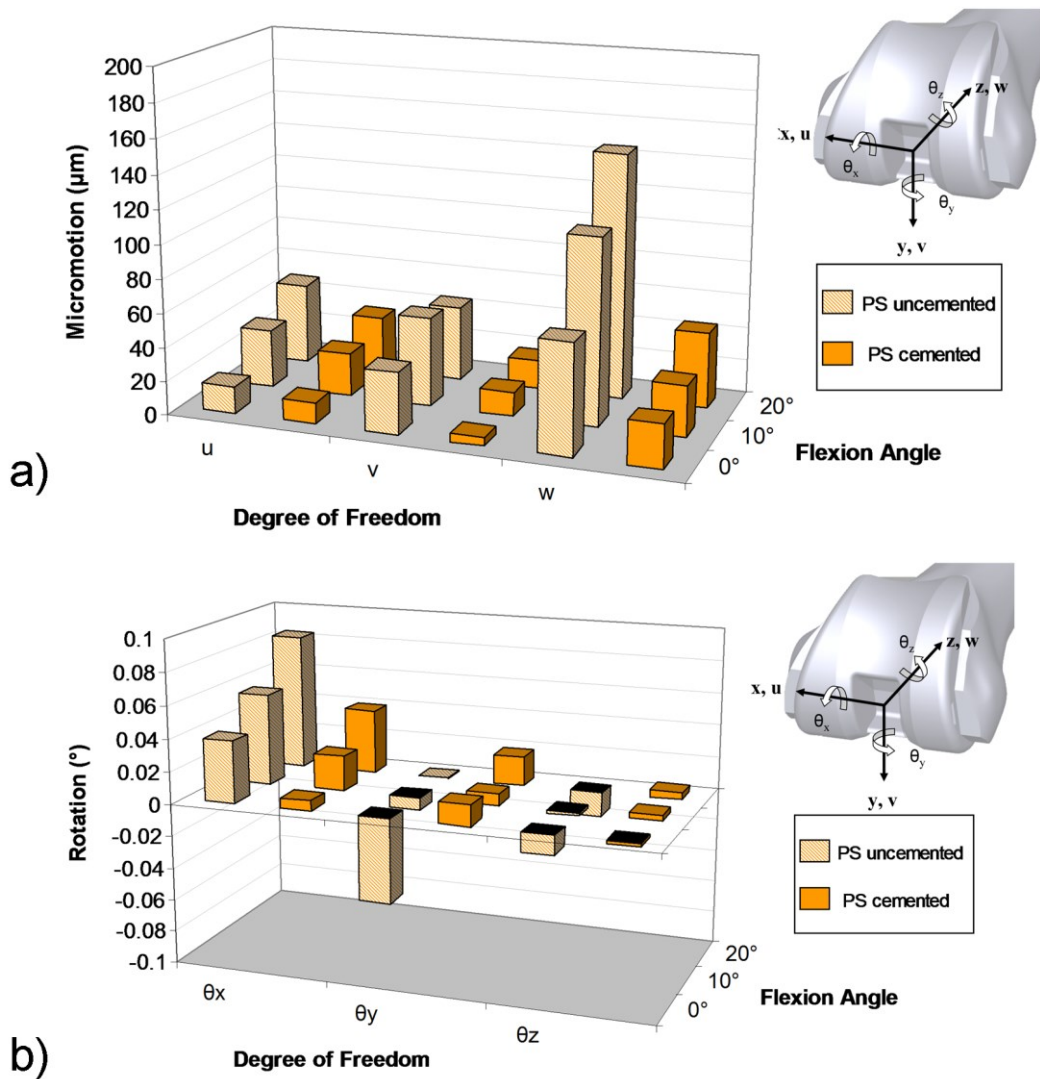 200
180
160
140
120
100
80
60
40
20
0
Micromotion (µm)
u
v
w
Degree of Freedom
0°
10°
20°
Flexion Angle
θz
z, w
x, u
θx
θy
y, v
PS uncemented
PS cemented
a)
0.1
0.08
0.06
0.04
0.02
0
-0.02
-0.04
-0.06
-0.08
-0.1
Rotation (°)
θx
θy
θz
Degree of Freedom
0°
10°
20°
Flexion Angle
θz
z, w
x, u
θx
θy
y, v
PS uncemented
PS cemented
b)